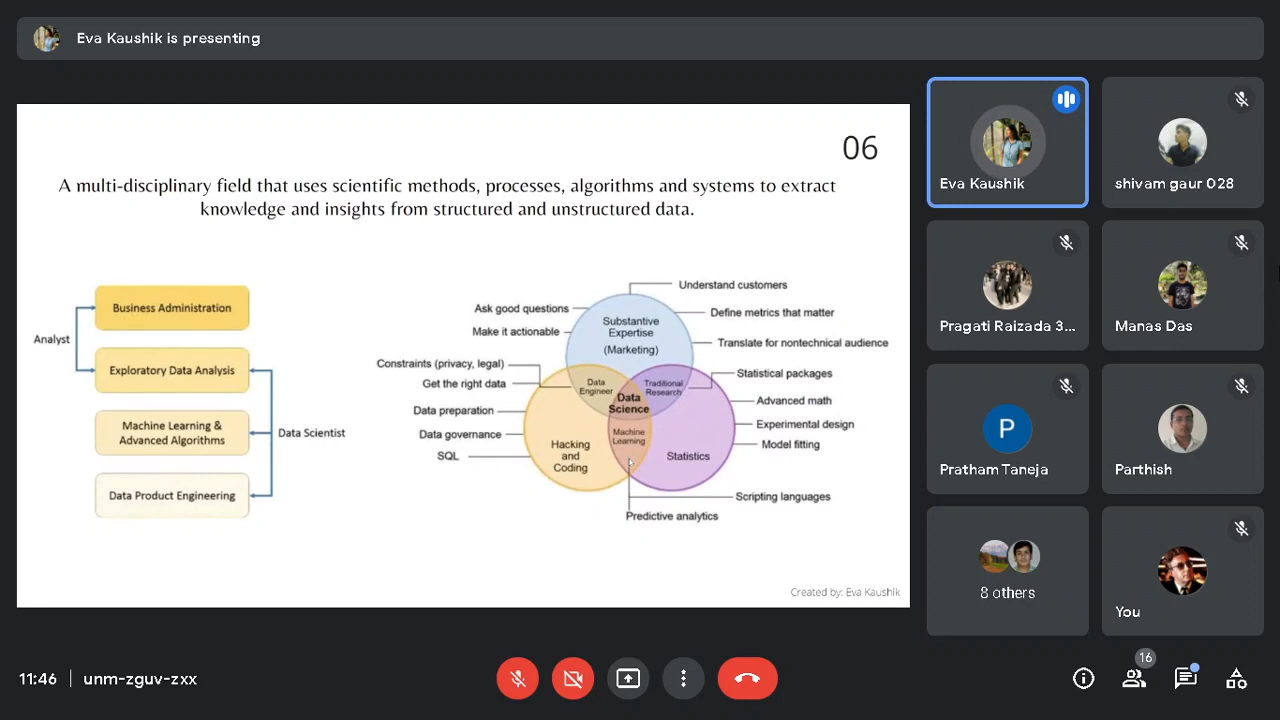 Eva Kaushik is presenting
06
A multi-disciplinary field that uses scientific methods, processes, algorithms and systems to extract
knowledge and insights from structured and unstructured data.
Analyst
Business Administration
Exploratory Data Analysis
Machine Learning &
Advanced Algorithms
Data Product Engineering
Data Scientist
Understand customers
Ask good questions
Define metrics that matter
Make it actionable
Translate for nontechnical audience
Substantive
Expertise
(Marketing)
Constraints (privacy, legal)
Get the right data
Data preparation
Data governance
SQL
Data
Engineer
Traditional
Research
Data
Science
Machine
Learning
Hacking
and
Coding
Statistics
Statistical packages
Advanced math
Experimental design
Model fitting
Scripting languages
Predictive analytics
Created by: Eva Kaushik
Eva Kaushik
shivam gaur 028
Pragati Raizada 3...
Manas Das
P
Pratham Taneja
Parthish
8 others
You
11:46
unm-zguv-zxx
16